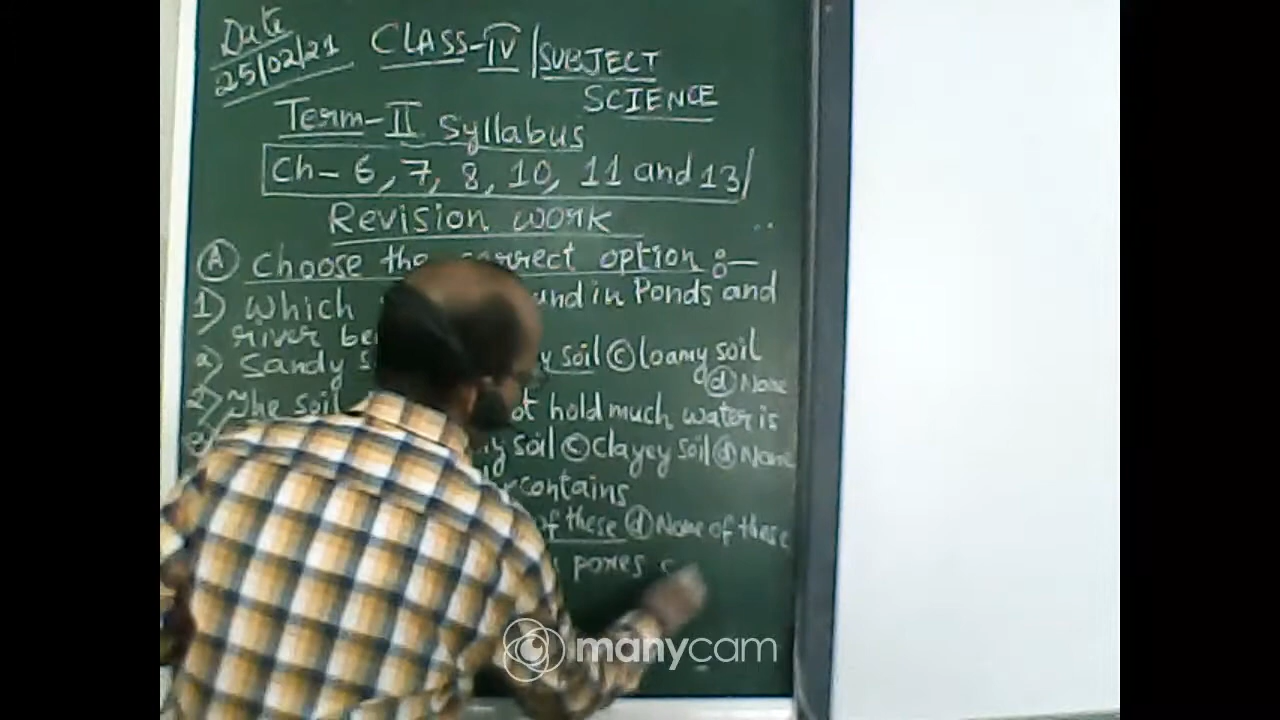 Date
25/02/21
CLASS-IV / SUBJECT
SCIENCE
Term-II Syllabus
Ch- 6, 7, 8, 10, 11 and 13/
Revision work
(A) Choose the correct option :-
1) Which und in Ponds and
river be
a) Sandy soil (c) loamy soil
(d) None
2) The soil ot hold much water is
y soil (c) Clayey soil (d) None
contains
of these (d) None of these
pores
manycam